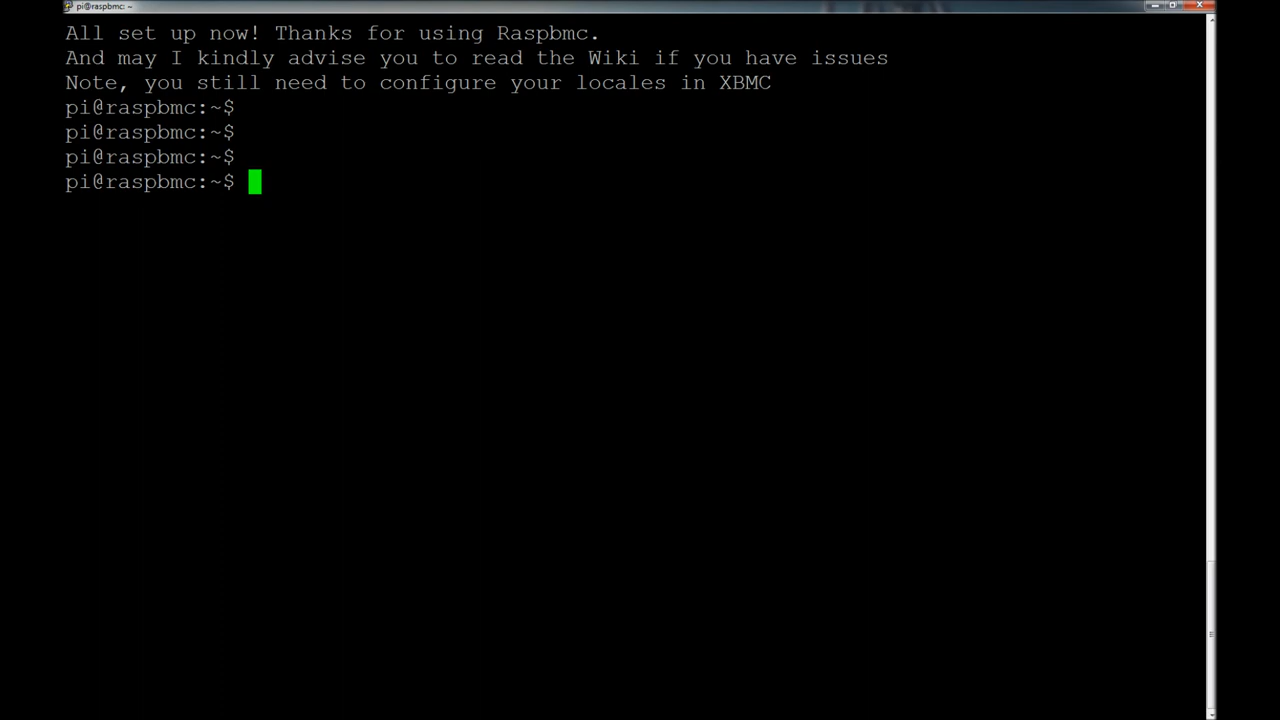 pi@raspbmc: ~
All set up now! Thanks for using Raspbmc.
And may I kindly advise you to read the Wiki if you have issues
Note, you still need to configure your locales in XBMC
pi@raspbmc:~$
pi@raspbmc:~$
pi@raspbmc:~$
pi@raspbmc:~$